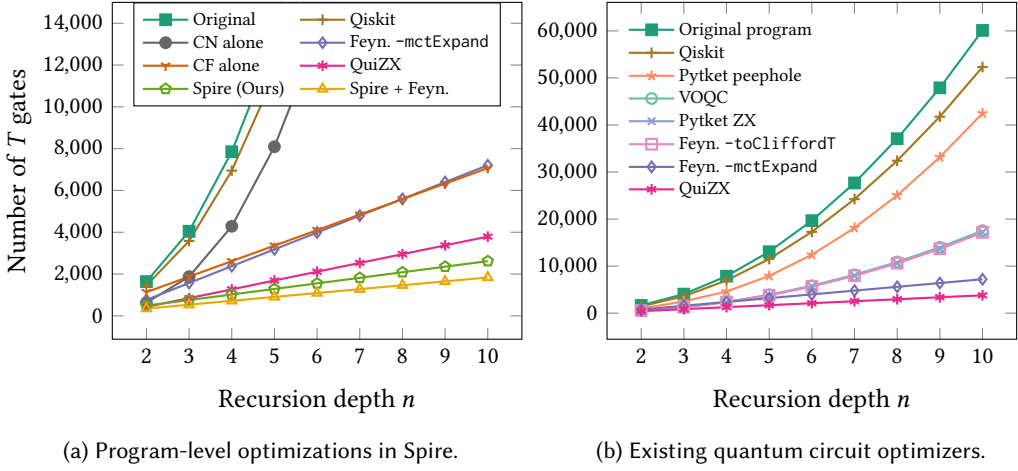 Number of T gates
14,000
12,000
10,000
8,000
6,000
4,000
2,000
0
2 3 4 5 6 7 8 9 10
Recursion depth n
Original
CN alone
CF alone
Spire (Ours)
Qiskit
Feyn. -mctExpand
QuiZX
Spire + Feyn.
(a) Program-level optimizations in Spire.
60,000
50,000
40,000
30,000
20,000
10,000
0
2 3 4 5 6 7 8 9 10
Recursion depth n
Original program
Qiskit
Pytket peephole
VOQC
Pytket ZX
Feyn. -toCliffordT
Feyn. -mctExpand
QuiZX
(b) Existing quantum circuit optimizers.